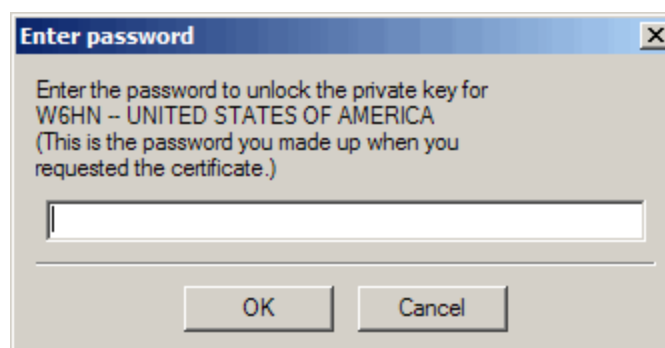 Enter password
Enter the password to unlock the private key for
W6HN -- UNITED STATES OF AMERICA
(This is the password you made up when you
requested the certificate.)
OK
Cancel